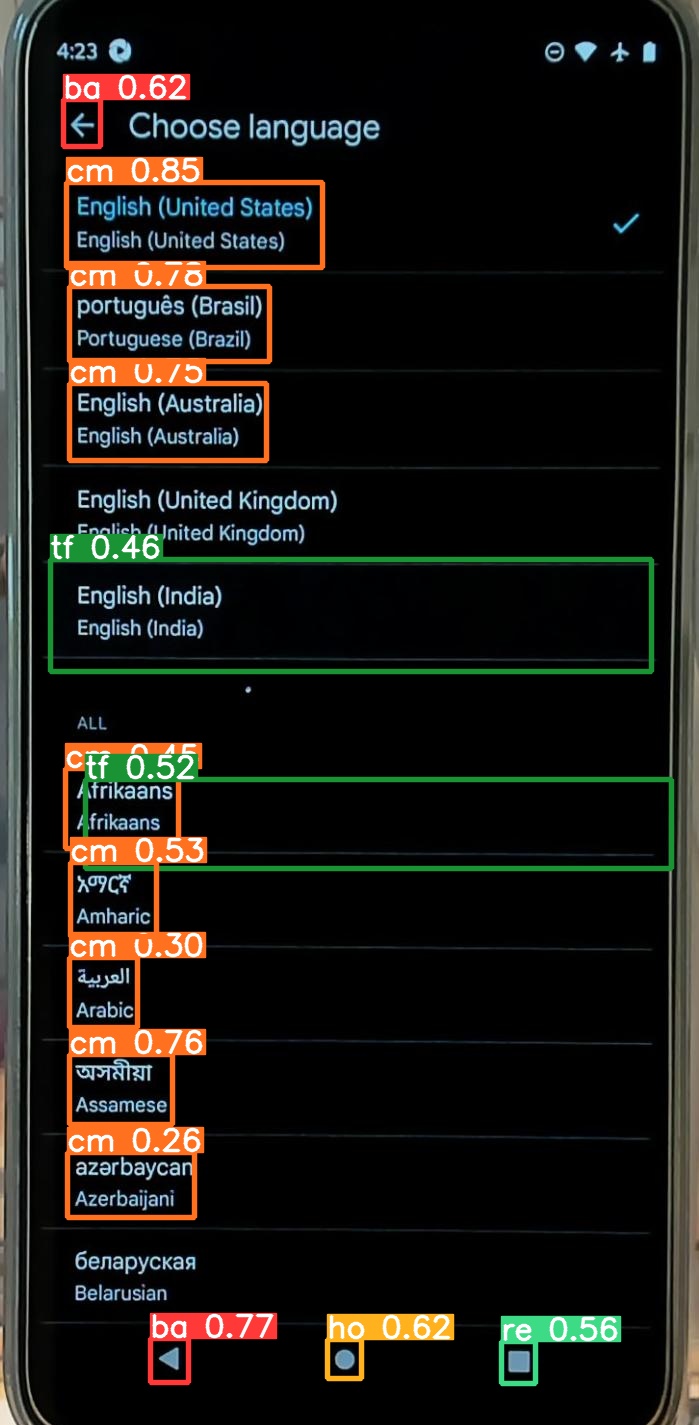 4:23
ba 0.62
Choose language
cm 0.85
English (United States)
English (United States)
cm 0.78
português (Brasil)
Portuguese (Brazil)
cm 0.75
English (Australia)
English (Australia)
English (United Kingdom)
English (United Kingdom)
tf 0.46
English (India)
English (India)
ALL
cm 0.45
tf 0.52
Afrikaans
Afrikaans
cm 0.53
አማርኛ
Amharic
cm 0.30
العربية
Arabic
cm 0.76
অসমীয়া
Assamese
cm 0.26
azərbaycan
Azerbaijani
беларуская
Belarusian
ba 0.77
ho 0.62
re 0.56